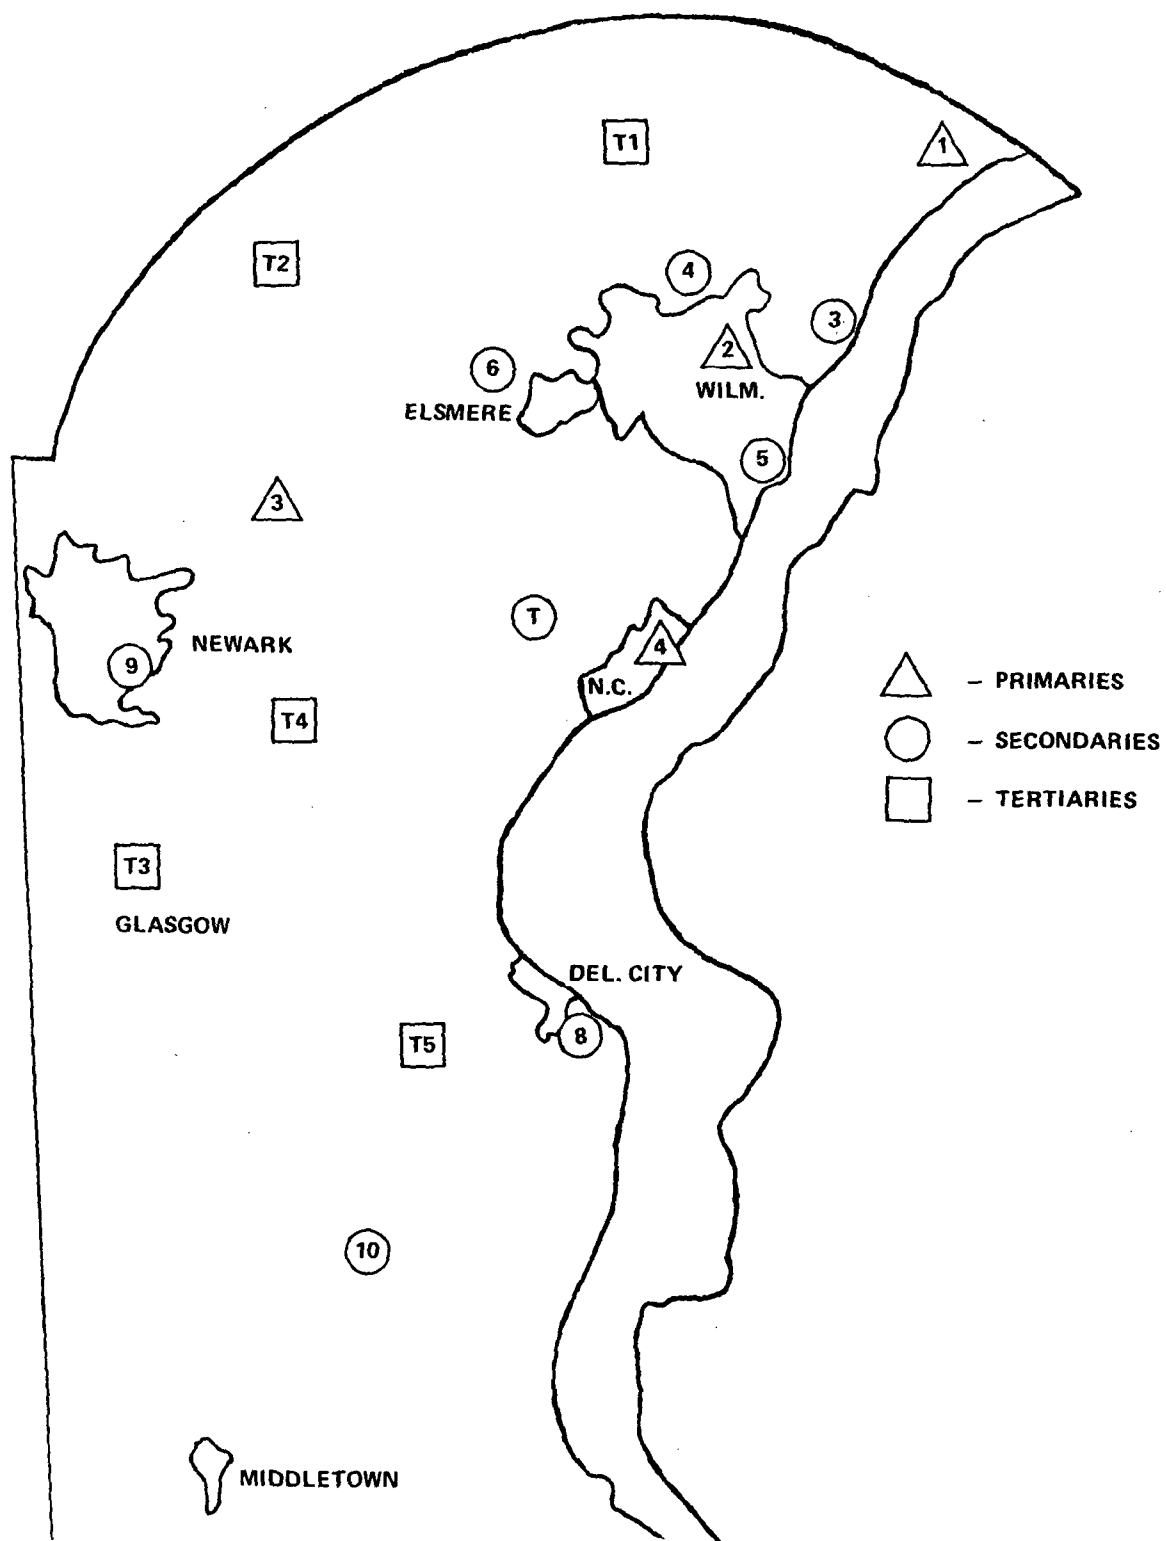 T1
1
T2
4
3
2
6
WILM.
ELSMERE
5
3
T
4
NEWARK
9
N.C.
– PRIMARIES
T4
– SECONDARIES
– TERTIARIES
T3
GLASGOW
DEL. CITY
8
T5
10
MIDDLETOWN